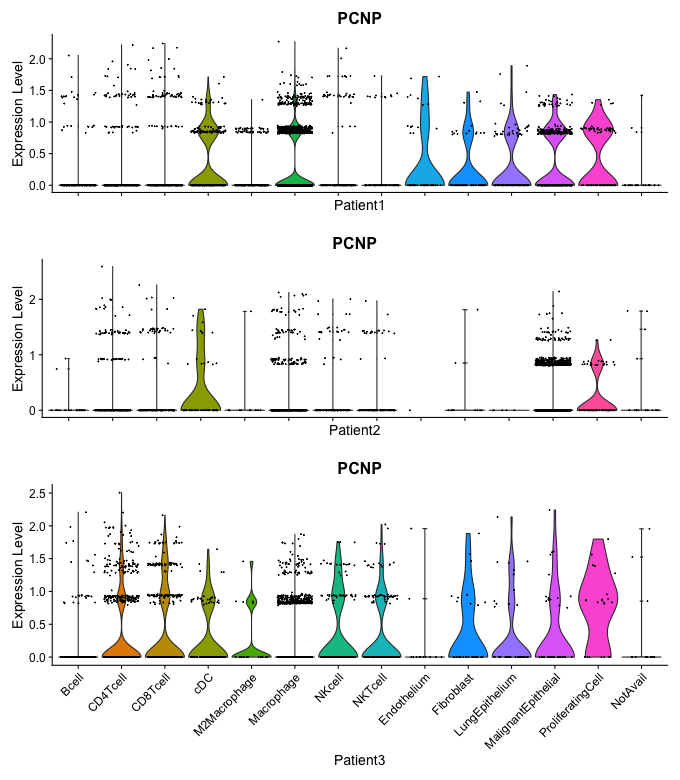 PCNP
Expression Level
2.0
1.5
1.0
0.5
0.0
Patient1
PCNP
Expression Level
2
1
0
Patient2
PCNP
Expression Level
2.5
2.0
1.5
1.0
0.5
0.0
Bcell
CD4Tcell
CD8Tcell
cDC
M2Macrophage
Macrophage
NKcell
NKTcell
Endothelium
Fibroblast
LungEpithelium
MalignantEpithelial
ProliferatingCell
NotAvail
Patient3